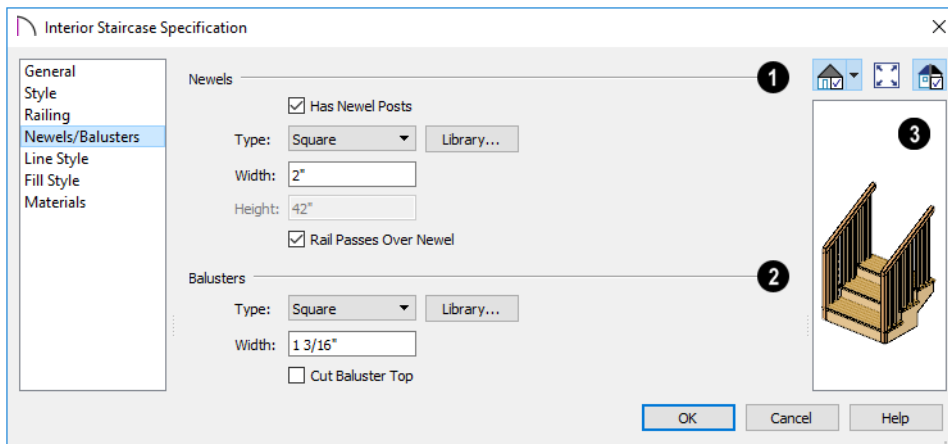 Interior Staircase Specification
General
Style
Railing
Newels/Balusters
Line Style
Fill Style
Materials
Newels
1
Has Newel Posts
Type: Square Library...
Width: 2"
Height: 42"
Rail Passes Over Newel
Balusters
2
Type: Square Library...
Width: 1 3/16"
Cut Baluster Top
3
OK Cancel Help